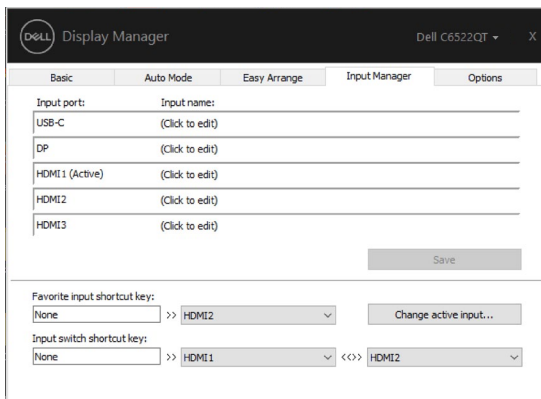 DELL Display Manager Dell C6522QT X
Basic Auto Mode Easy Arrange Input Manager Options
Input port: Input name:
USB-C (Click to edit)
DP (Click to edit)
HDMI1 (Active) (Click to edit)
HDMI2 (Click to edit)
HDMI3 (Click to edit)
Save
Favorite input shortcut key:
None >> HDMI2 Change active input...
Input switch shortcut key:
None >> HDMI1 <<>> HDMI2